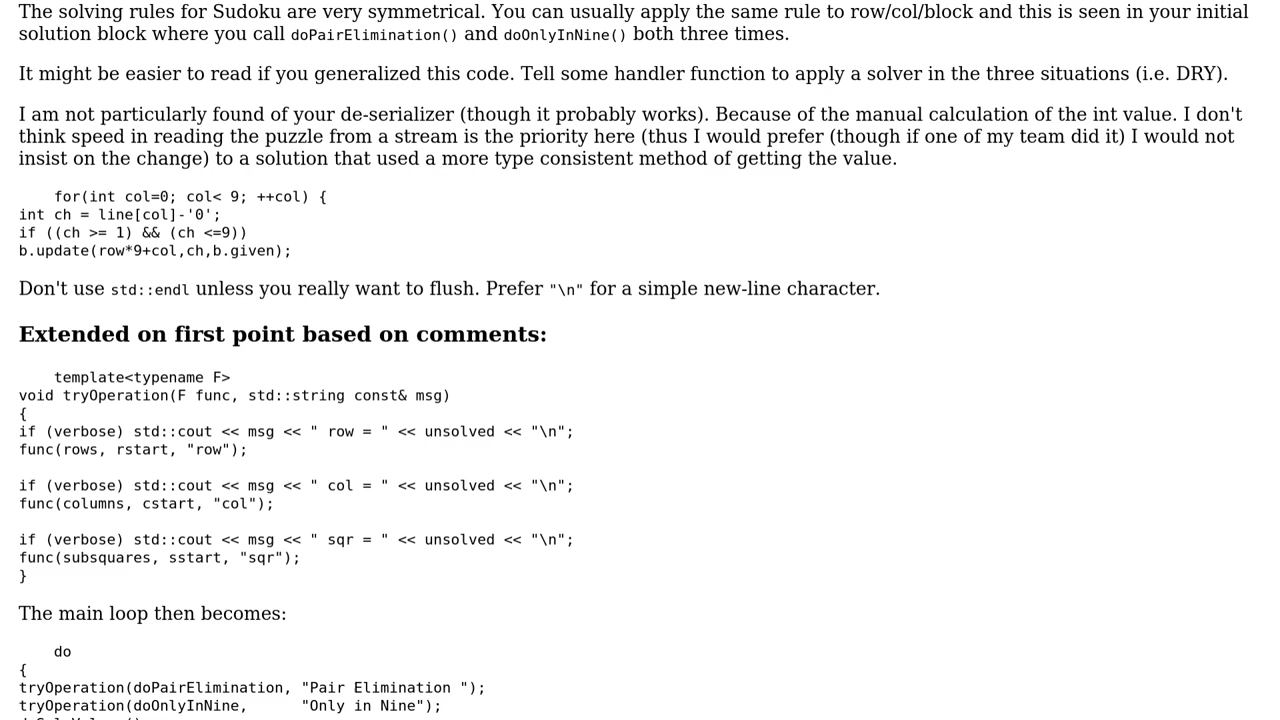 The solving rules for Sudoku are very symmetrical. You can usually apply the same rule to row/col/block and this is seen in your initial
solution block where you call doPairElimination() and doOnlyInNine() both three times.
It might be easier to read if you generalized this code. Tell some handler function to apply a solver in the three situations (i.e. DRY).
I am not particularly found of your de-serializer (though it probably works). Because of the manual calculation of the int value. I don't
think speed in reading the puzzle from a stream is the priority here (thus I would prefer (though if one of my team did it) I would not
insist on the change) to a solution that used a more type consistent method of getting the value.
    for(int col=0; col< 9; ++col) {
int ch = line[col]-'0';
if ((ch >= 1) && (ch <=9))
b.update(row*9+col,ch,b.given);
Don't use std::endl unless you really want to flush. Prefer "\n" for a simple new-line character.
Extended on first point based on comments:
    template<typename F>
void tryOperation(F func, std::string const& msg)
{
if (verbose) std::cout << msg << " row = " << unsolved << "\n";
func(rows, rstart, "row");
if (verbose) std::cout << msg << " col = " << unsolved << "\n";
func(columns, cstart, "col");
if (verbose) std::cout << msg << " sqr = " << unsolved << "\n";
func(subsquares, sstart, "sqr");
}
The main loop then becomes:
    do
{
tryOperation(doPairElimination, "Pair Elimination ");
tryOperation(doOnlyInNine,      "Only in Nine");